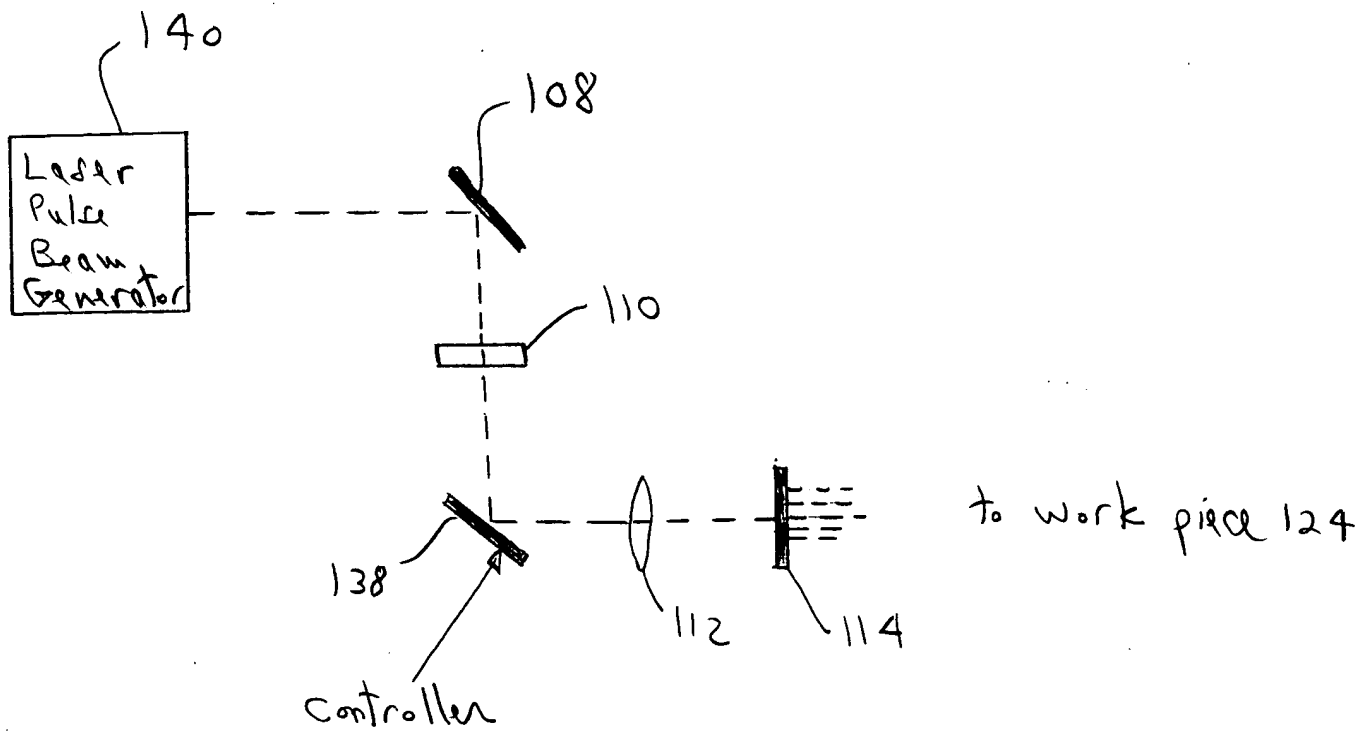 140
108
Laser
Pulse
Beam
Generator
110
to work piece 124
138
112
114
Controller